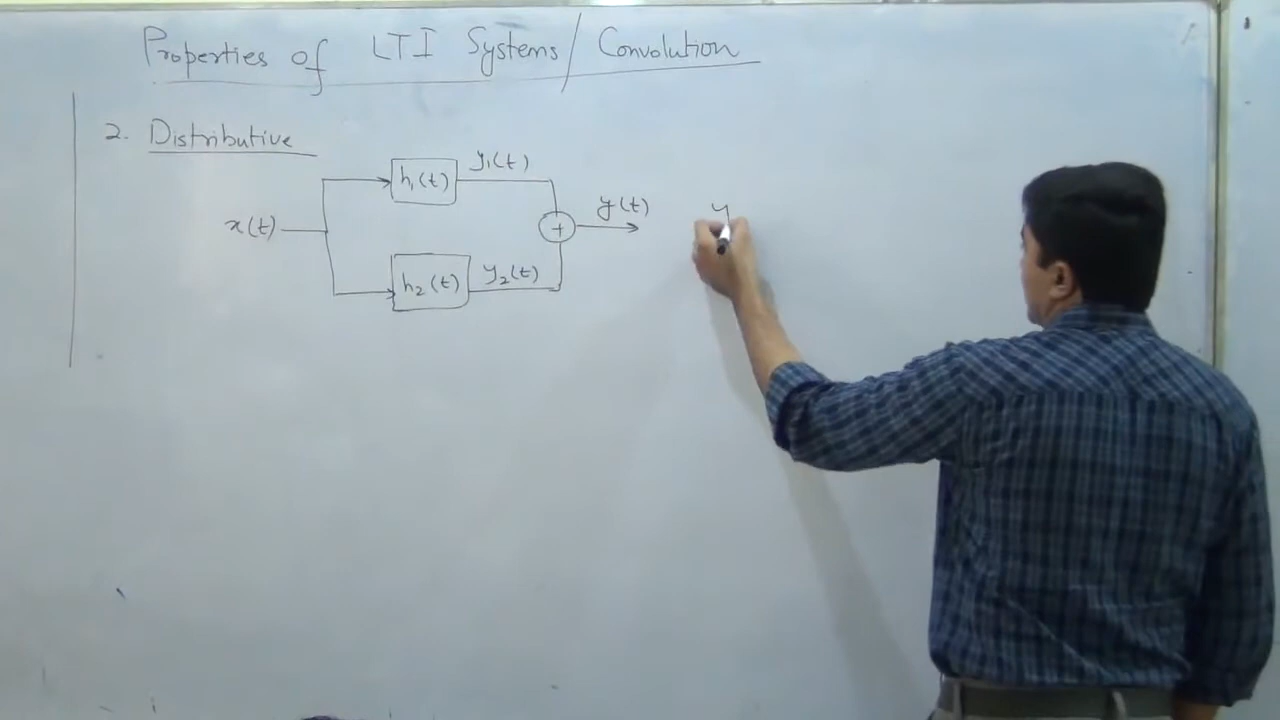 Properties of LTI Systems/Convolution
2. Distributive
h₁(t) y₁(t)
x(t) + y(t) y
h₂(t) y₂(t)